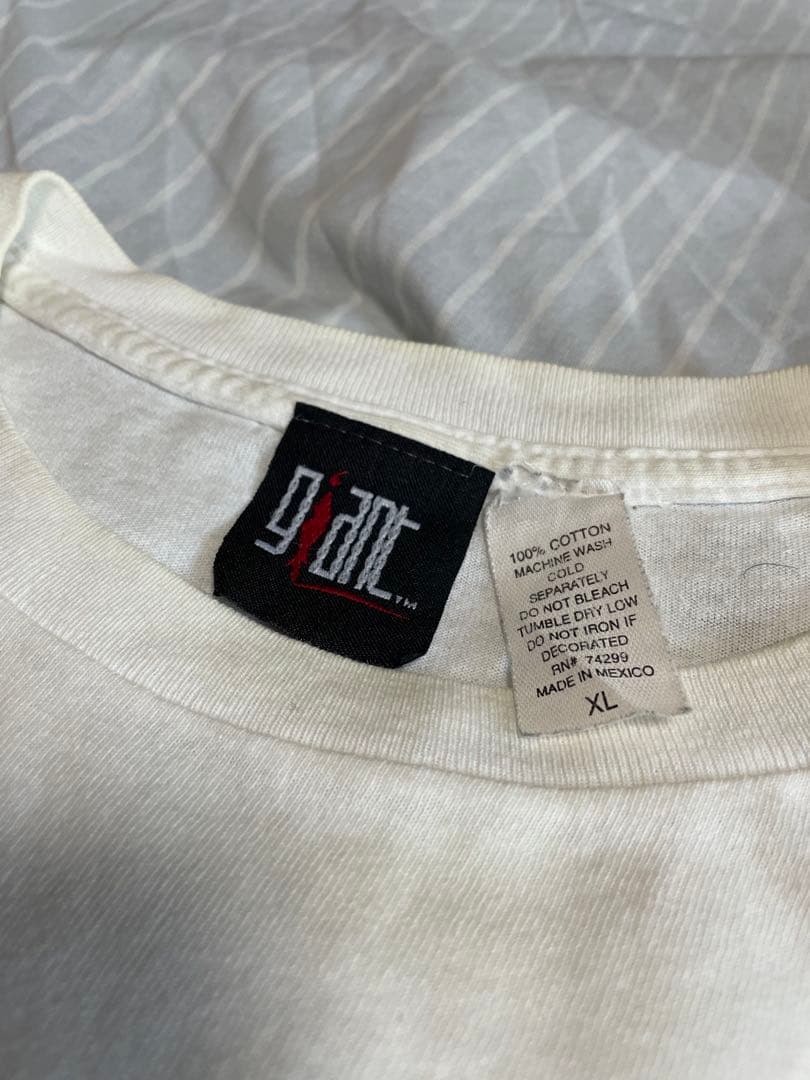 giant
TM
100% COTTON
MACHINE WASH
COLD
SEPARATELY
DO NOT BLEACH
TUMBLE DRY LOW
DO NOT IRON IF
DECORATED
RN# 74299
MADE IN MEXICO
XL